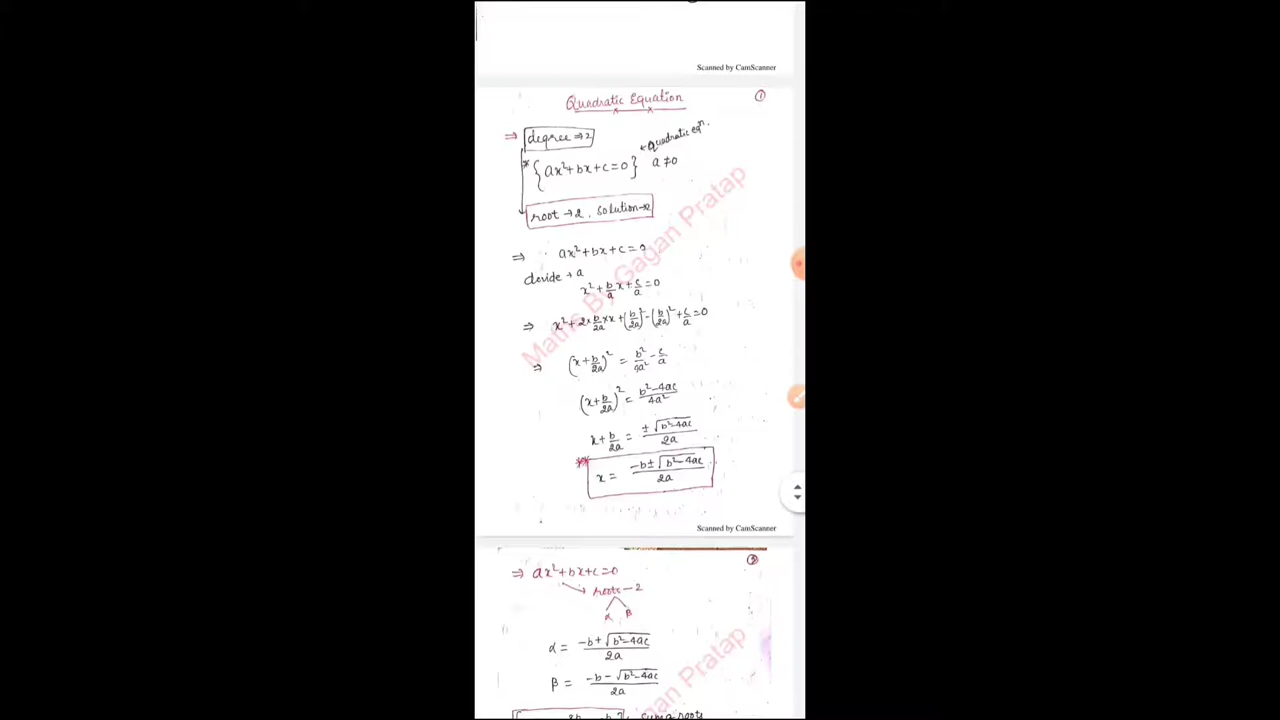 Scanned by CamScanner
Quadratic Equation ①
⇒ degree ⇒ 2
← Quadratic eqⁿ.
* {ax²+bx+c=0} a≠0
root → 2, solution → 2
⇒ ax²+bx+c=0
devide → a
x² + b/a x + c/a = 0
⇒ x² + 2×b/2a×x + (b/2a)² - (b/2a)² + c/a = 0
⇒ (x+b/2a)² = b²/4a² - c/a
(x+b/2a)² = b²-4ac/4a²
x + b/2a = ±√b²-4ac/2a
** x = -b±√b²-4ac/2a
Scanned by CamScanner
⇒ ax²+bx+c=0
→ roots - 2
α β
α = -b+√b²-4ac/2a
β = -b-√b²-4ac/2a
roots
Maths By Gagan Pratap
Pratap